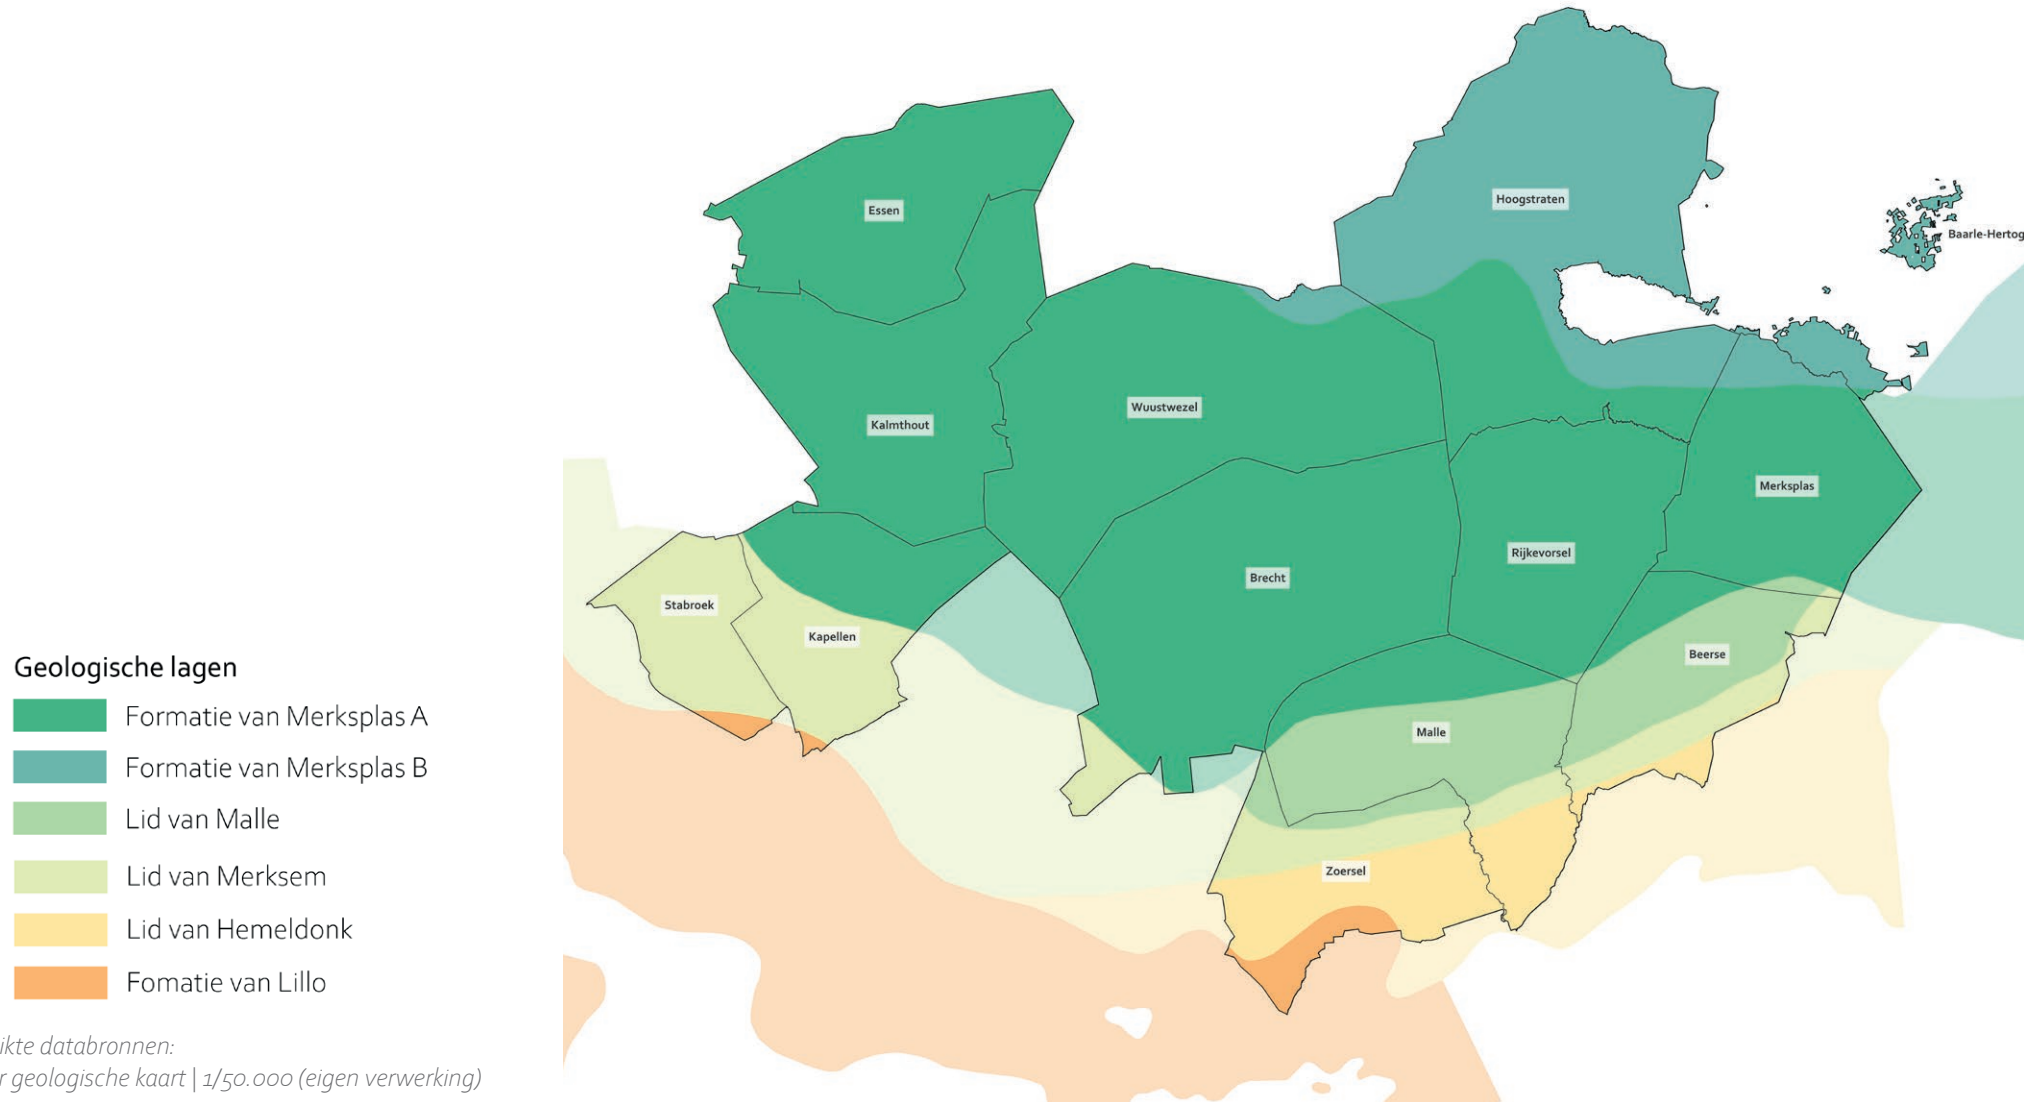 Essen
Hoogstraten
Baarle-Hertog
Kalmthout
Wuustwezel
Merksplas
Rijkevorsel
Brecht
Stabroek
Kapellen
Beerse
Malle
Zoersel
Geologische lagen
Formatie van Merksplas A
Formatie van Merksplas B
Lid van Malle
Lid van Merksem
Lid van Hemeldonk
Fomatie van Lillo
ikte databronnen:
r geologische kaart | 1/50.000 (eigen verwerking)